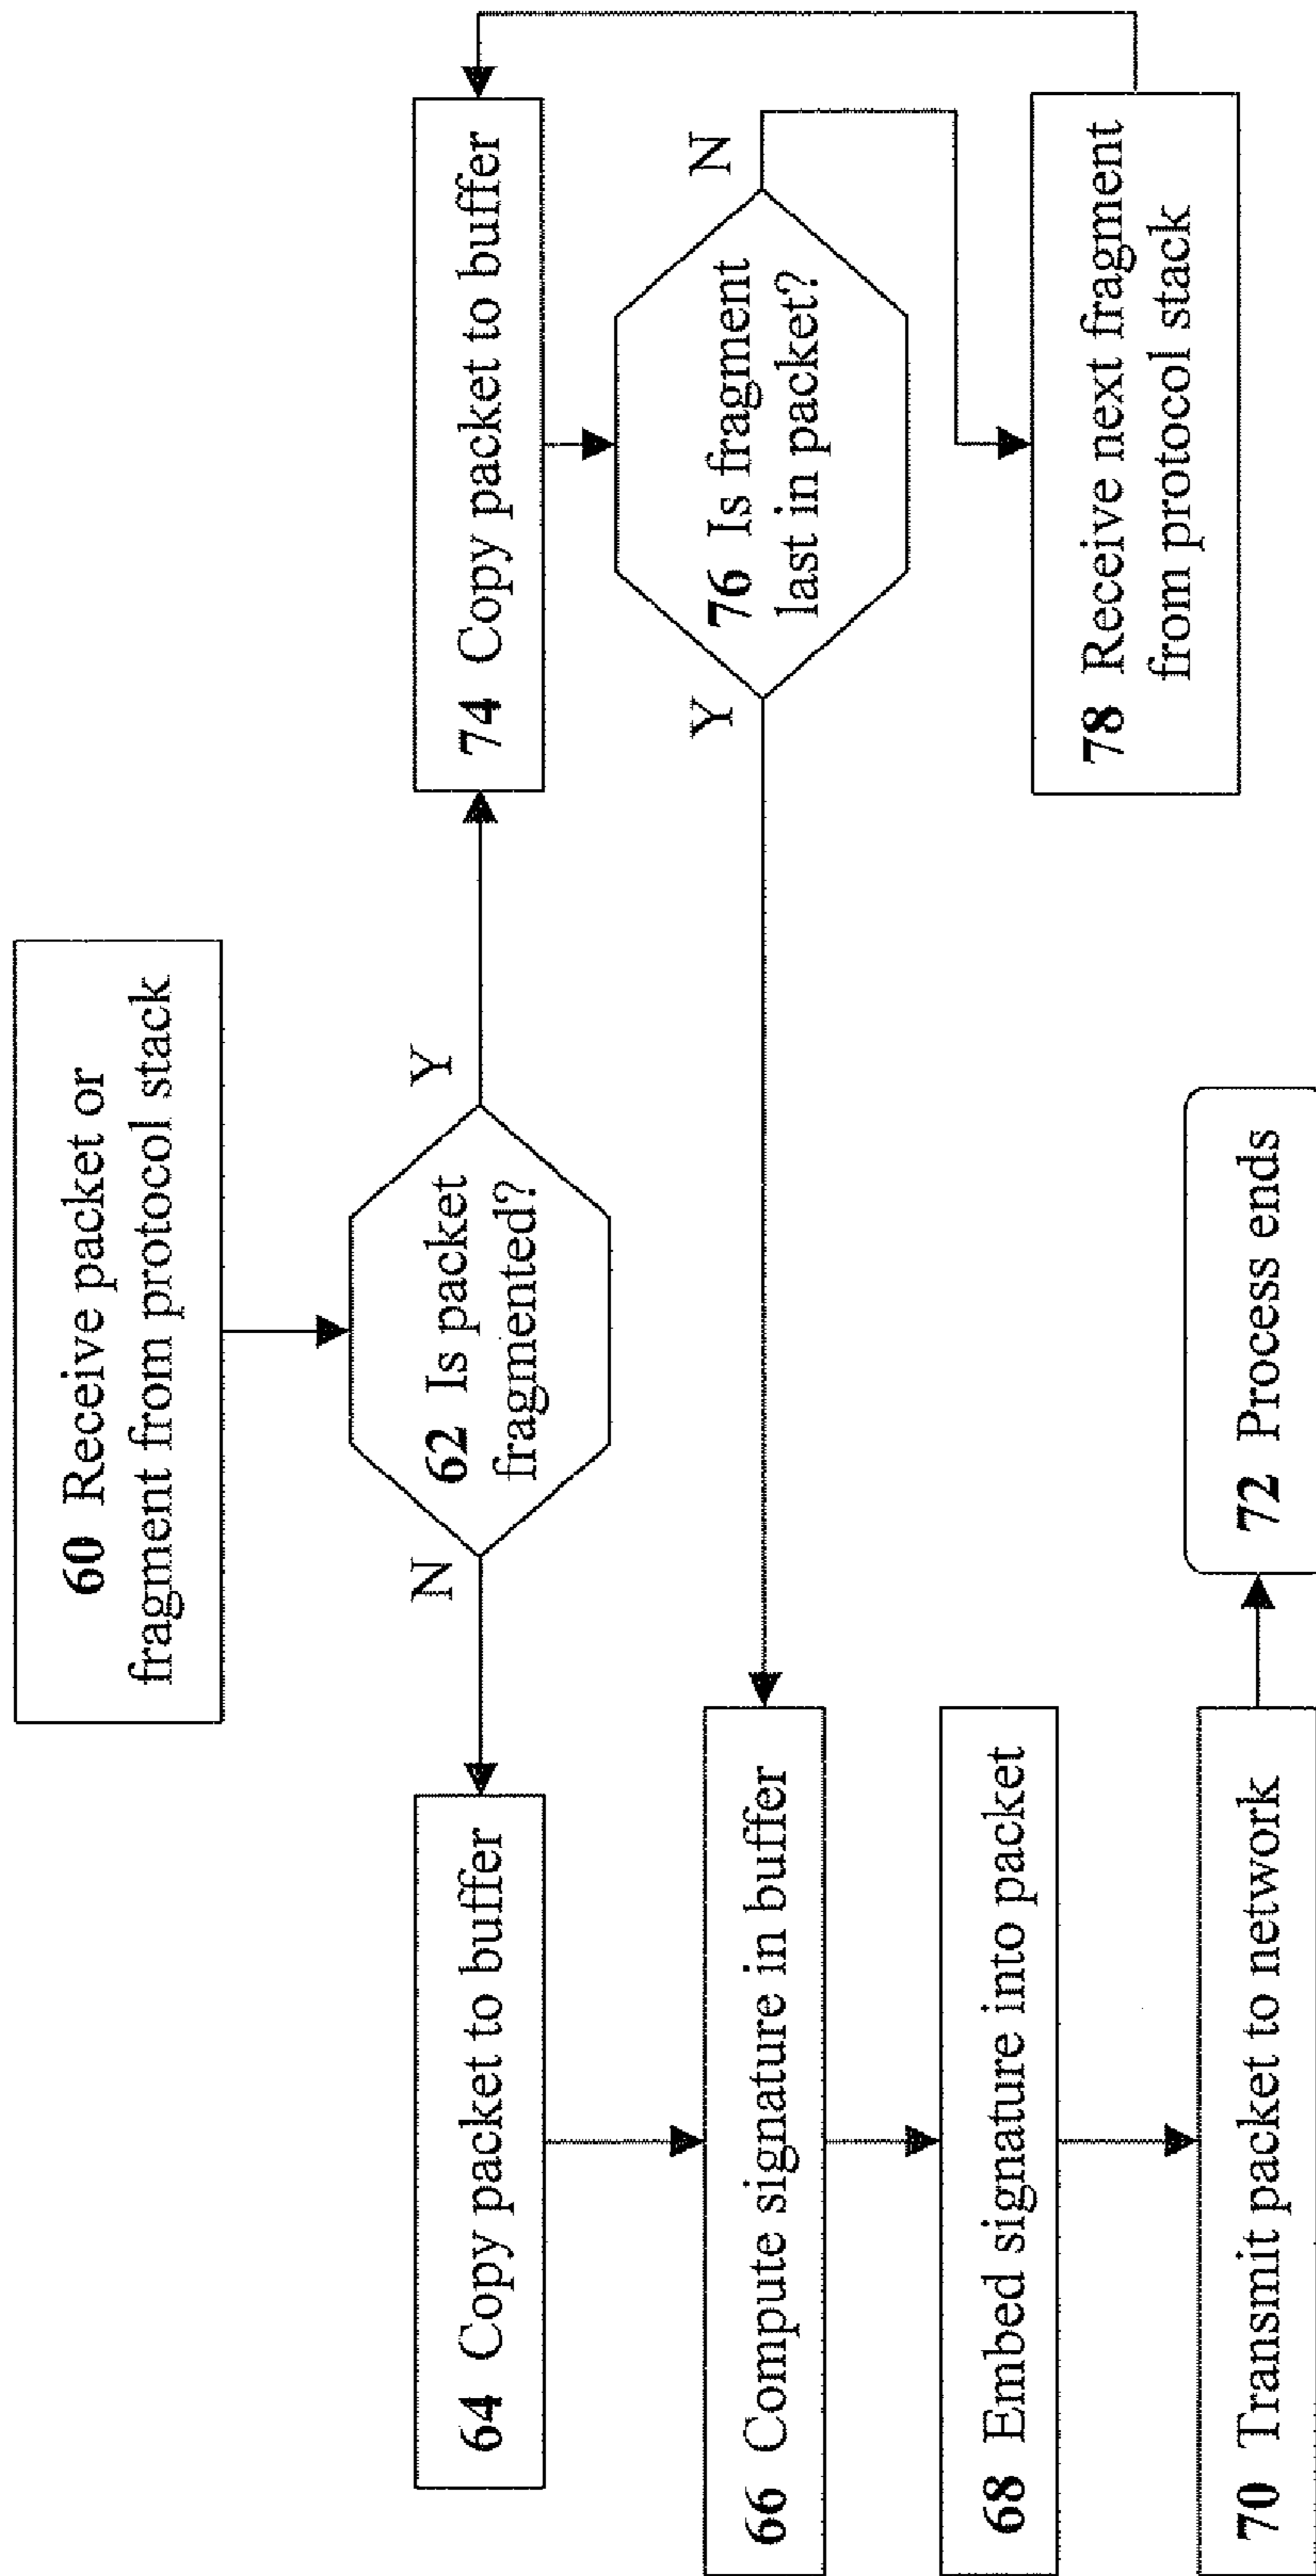 60 Receive packet or
fragment from protocol stack
62 Is packet
fragmented?
N
Y
64 Copy packet to buffer
74 Copy packet to buffer
66 Compute signature in buffer
76 Is fragment
last in packet?
Y
N
68 Embed signature into packet
78 Receive next fragment
from protocol stack
70 Transmit packet to network
72 Process ends